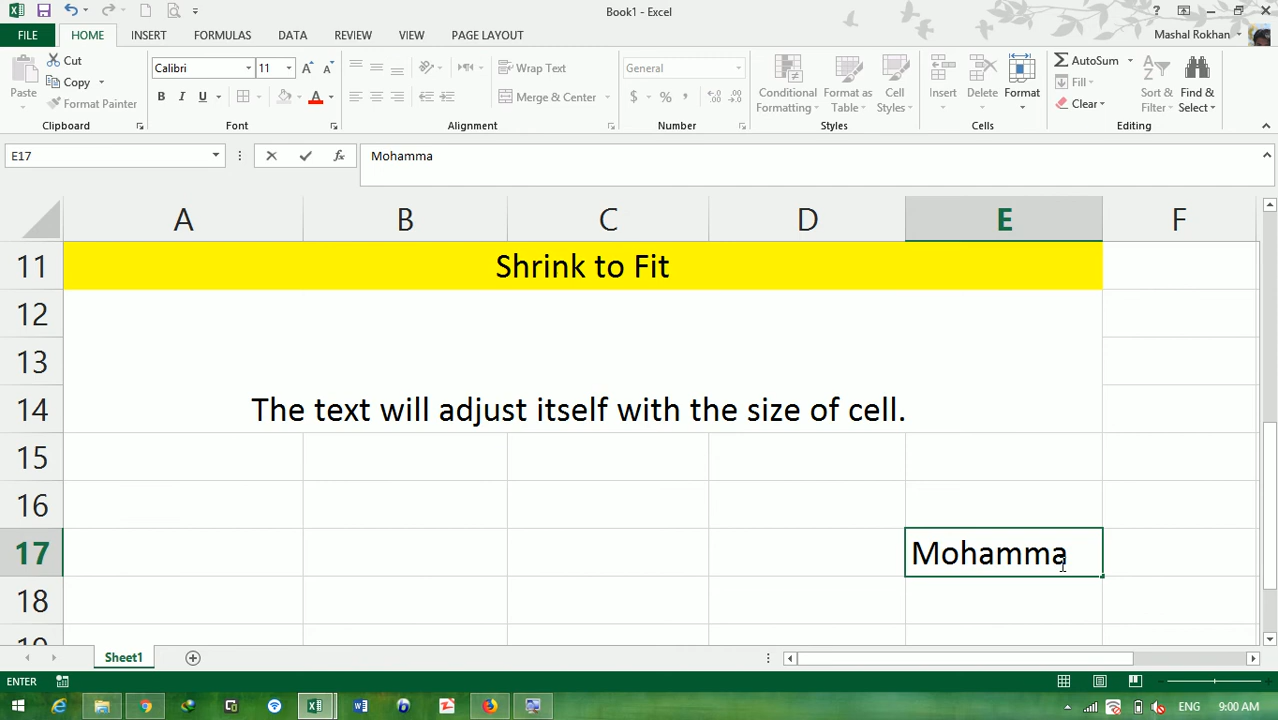 Book1 - Excel
?
FILE HOME INSERT FORMULAS DATA REVIEW VIEW PAGE LAYOUT Mashal Rokhan
Cut
Copy
Format Painter
Paste
Clipboard
Calibri 11
B I U A
Font
Wrap Text
Merge & Center
Alignment
General
$ % ,
Number
Conditional Formatting
Format as Table
Cell Styles
Styles
Insert
Delete
Format
Cells
AutoSum
Fill
Clear
Sort & Filter
Find & Select
Editing
E17 fx Mohamma
A B C D E F
11 Shrink to Fit
12
13
14 The text will adjust itself with the size of cell.
15
16
17 Mohamma
18
19
Sheet1
ENTER
ENG 9:00 AM